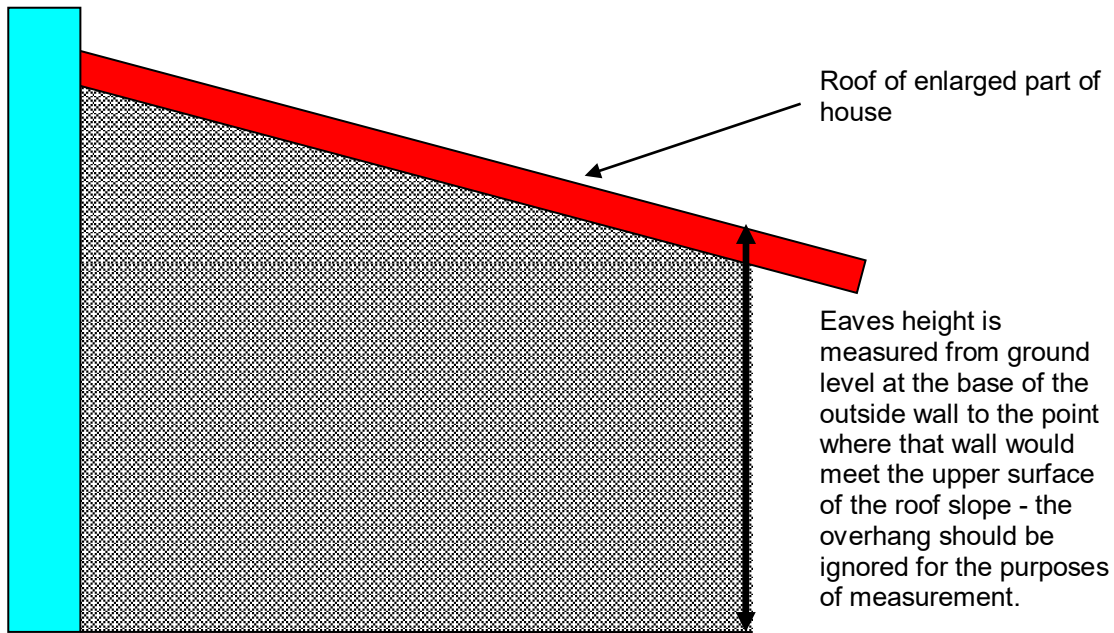 Roof of enlarged part of
house
Eaves height is
measured from ground
level at the base of the
outside wall to the point
where that wall would
meet the upper surface
of the roof slope - the
overhang should be
ignored for the purposes
of measurement.